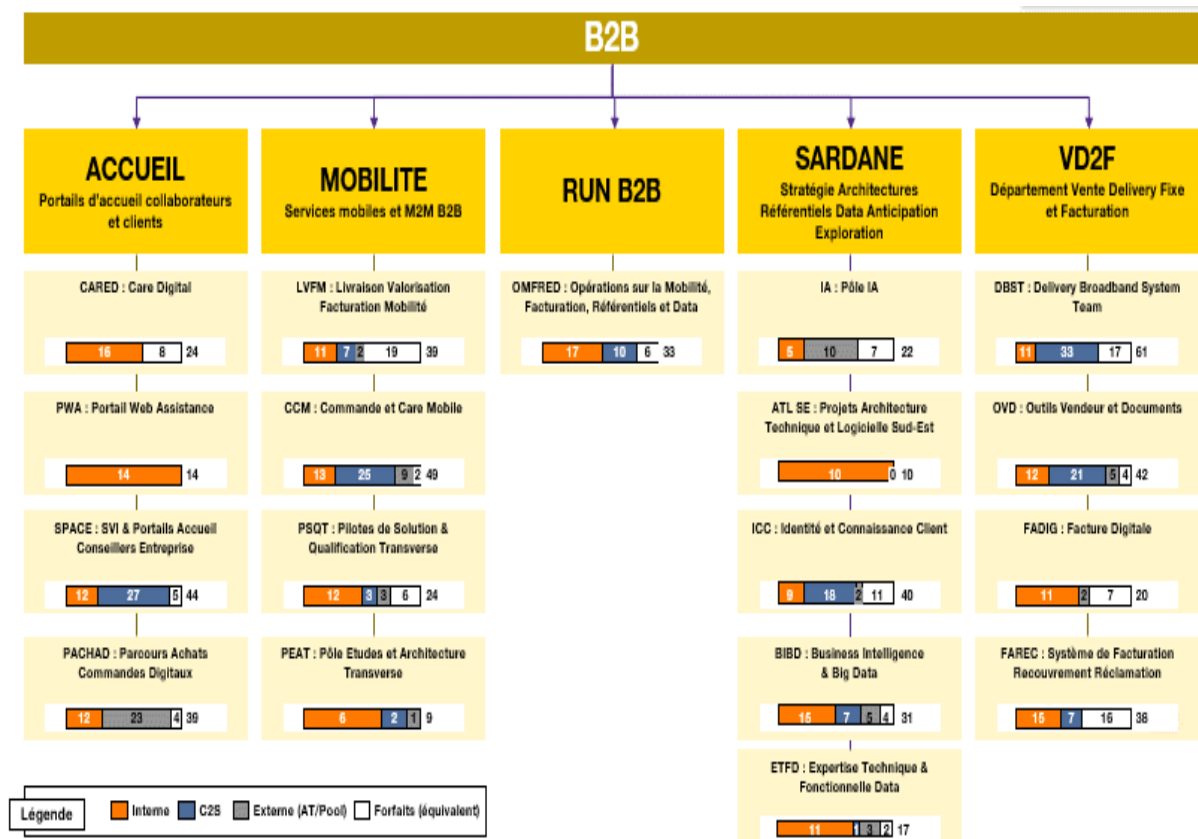 B2B
ACCUEIL
Portails d'accueil collaborateurs
et clients
CARED : Care Digital
16 8 24
PWA : Portail Web Assistance
14 14
SPACE : SVI & Portails Accueil
Conseillers Entreprise
12 27 5 44
PACHAD : Parcours Achats
Commandes Digitaux
12 23 4 39
MOBILITE
Services mobiles et M2M B2B
LVFM : Livraison Valorisation
Facturation Mobilité
11 7 2 19 39
CCM : Commande et Care Mobile
13 25 9 2 49
PSQT : Pilotes de Solution &
Qualification Transverse
12 3 3 6 24
PEAT : Pôle Etudes et Architecture
Transverse
6 2 1 9
RUN B2B
OMFRED : Opérations sur la Mobilité,
Facturation, Référentiels et Data
17 10 6 33
SARDANE
Stratégie Architectures
Référentiels Data Anticipation
Exploration
IA : Pôle IA
5 10 7 22
ATL SE : Projets Architecture
Technique et Logicielle Sud-Est
10 0 10
ICC : Identité et Connaissance Client
9 18 2 11 40
BIBD : Business Intelligence
& Big Data
15 7 5 4 31
ETFD : Expertise Technique &
Fonctionnelle Data
11 1 3 2 17
VD2F
Département Vente Delivery Fixe
et Facturation
DBST : Delivery Broadband System
Team
11 33 17 61
OVD : Outils Vendeur et Documents
12 21 5 4 42
FADIG : Facture Digitale
11 2 7 20
FAREC : Système de Facturation
Recouvrement Réclamation
15 7 16 38
Légende
Interne C2S Externe (AT/Pool) Forfaits (équivalent)